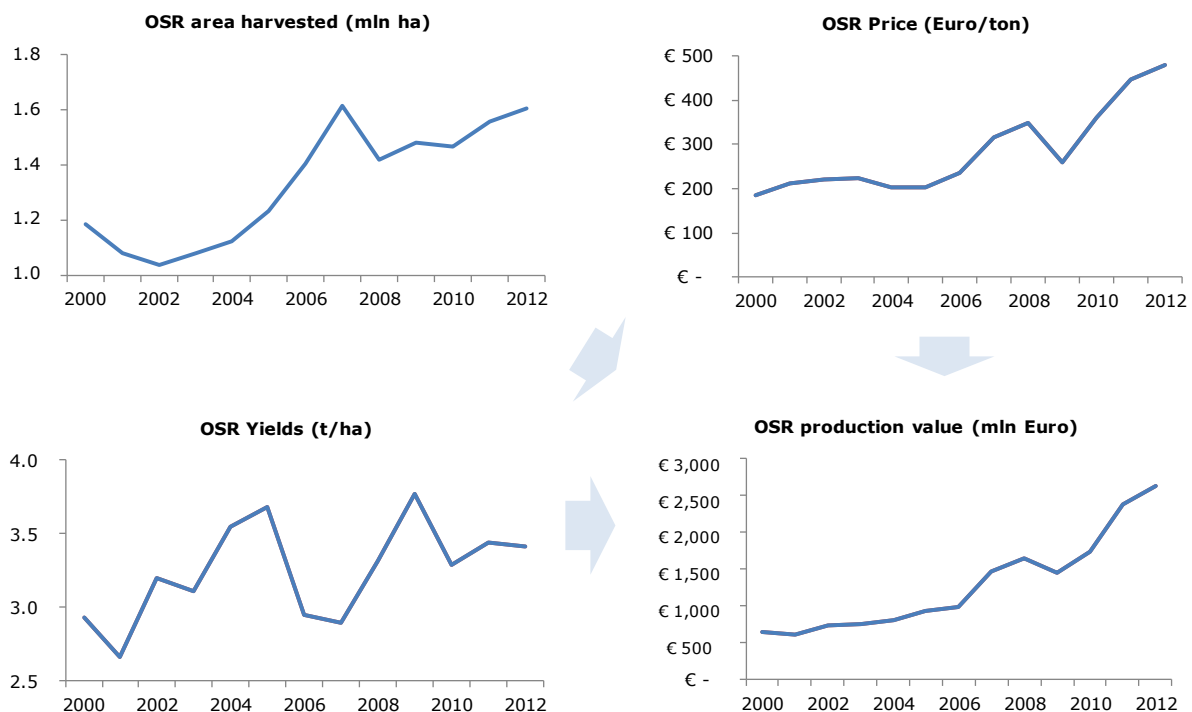 OSR area harvested (mln ha)
1.8
1.6
1.4
1.2
1.0
2000 2002 2004 2006 2008 2010 2012
OSR Price (Euro/ton)
€ 500
€ 400
€ 300
€ 200
€ 100
€ -
2000 2002 2004 2006 2008 2010 2012
OSR Yields (t/ha)
4.0
3.5
3.0
2.5
2000 2002 2004 2006 2008 2010 2012
OSR production value (mln Euro)
€ 3,000
€ 2,500
€ 2,000
€ 1,500
€ 1,000
€ 500
€ -
2000 2002 2004 2006 2008 2010 2012